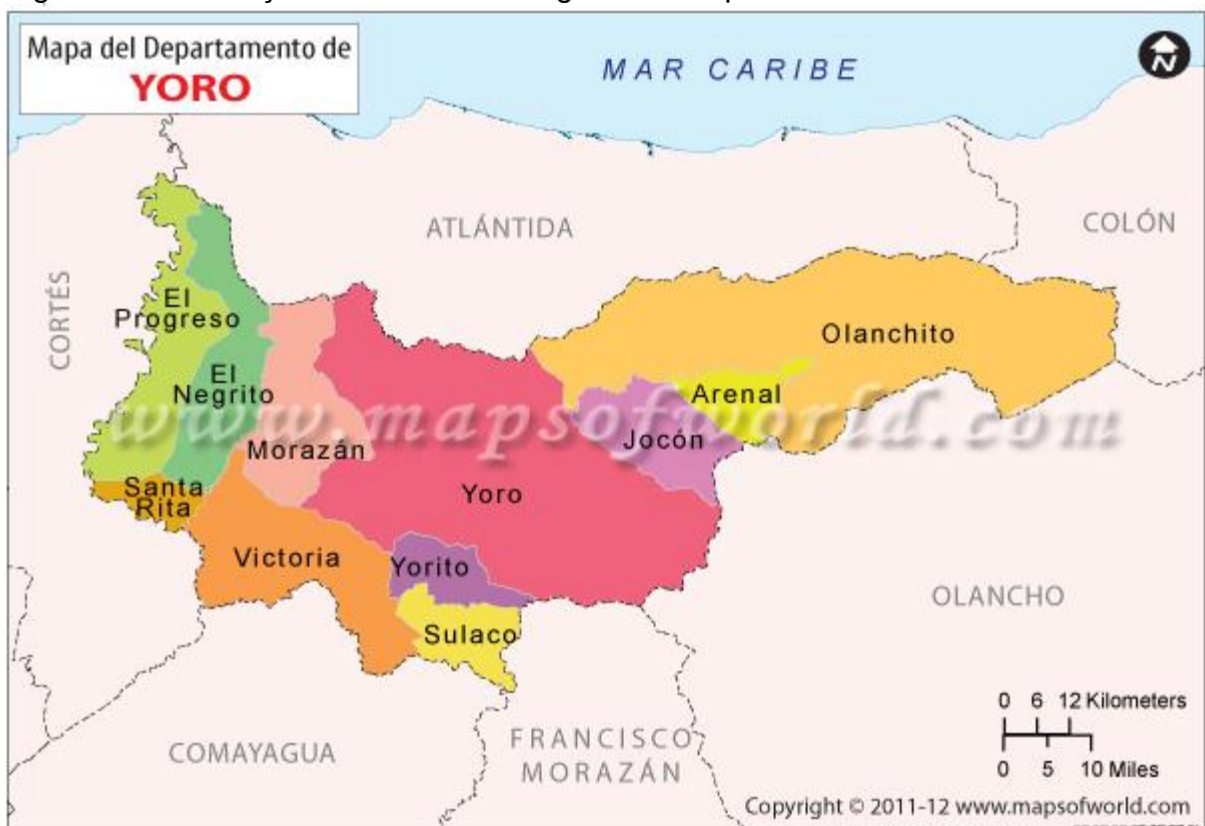 Mapa del Departamento de
YORO
MAR CARIBE
N
ATLÁNTIDA
COLÓN
CORTÉS
El
Progreso
Olanchito
El
Negrito
Arenal
www.mapsofworld.com
Jocón
Morazán
Santa
Rita
Yoro
Victoria
Yorito
OLANCHO
Sulaco
0 6 12 Kilometers
0 5 10 Miles
COMAYAGUA
FRANCISCO
MORAZÁN
Copyright © 2011-12 www.mapsofworld.com